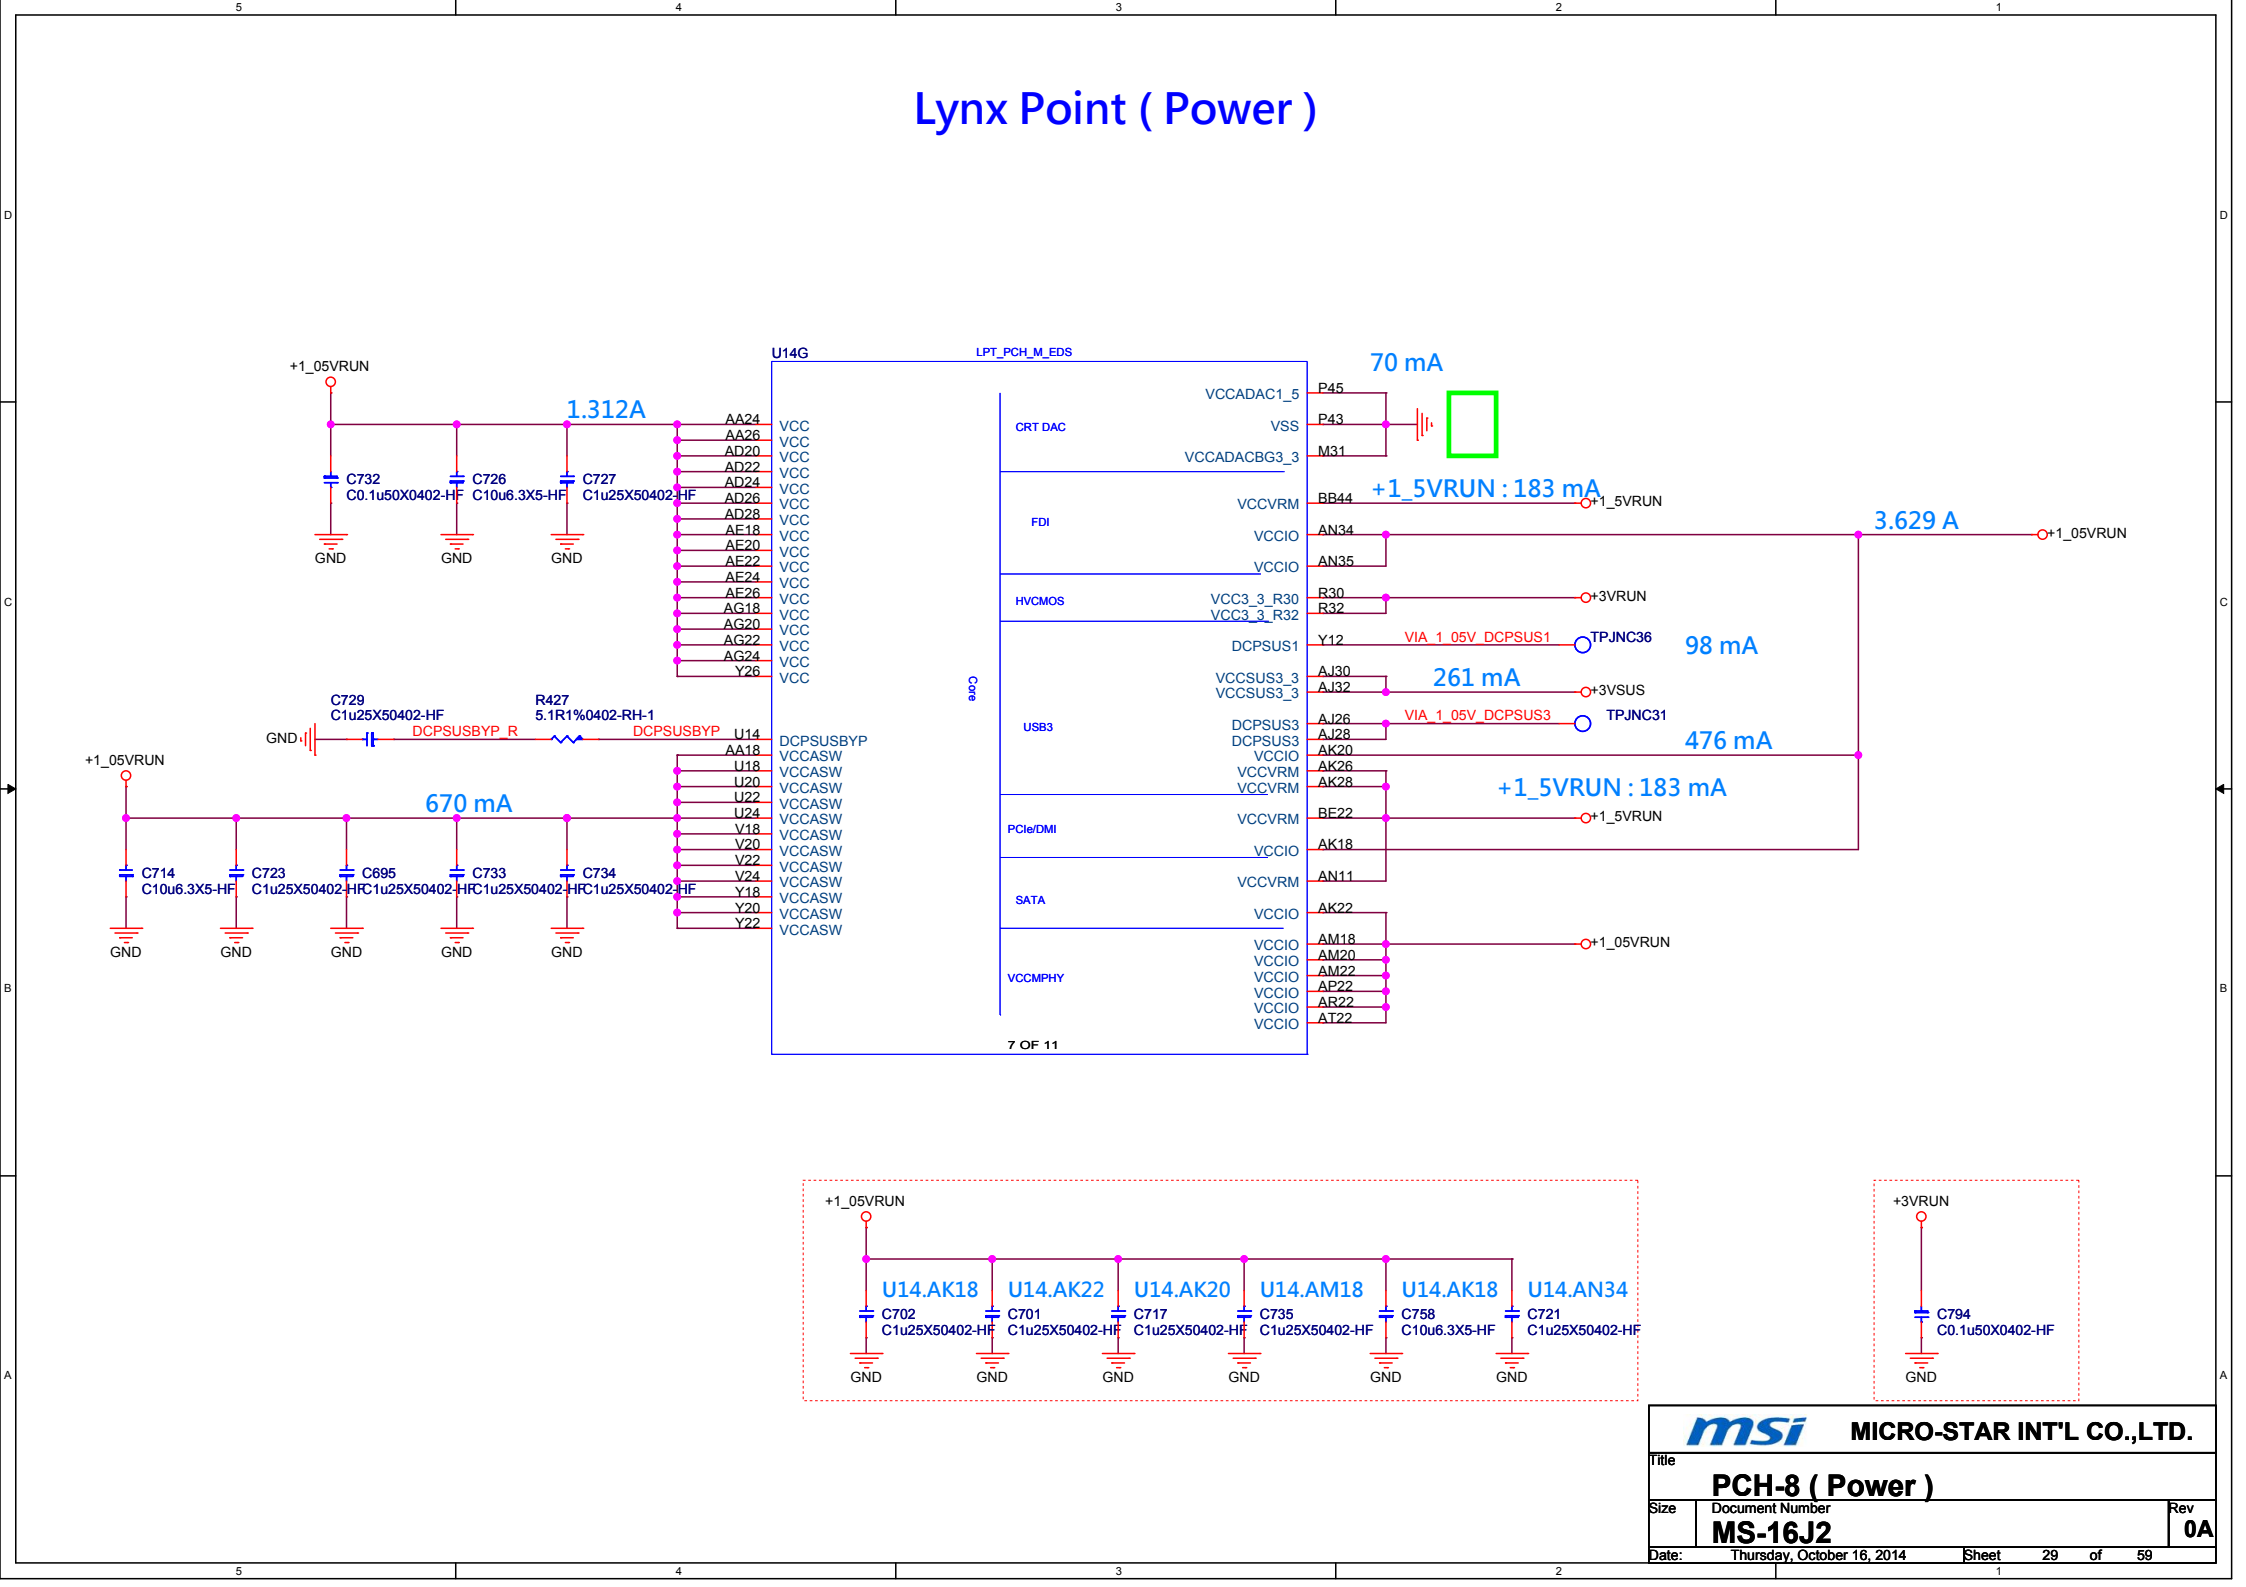 5 4 3 2 1
Lynx Point ( Power )
D D
+1_05VRUN
1.312A
C732
C0.1u50X0402-HF
C726
C10u6.3X5-HF
C727
C1u25X50402-HF
GND GND GND
C C
C729
C1u25X50402-HF
R427
5.1R1%0402-RH-1
GND
DCPSUSBYP_R
DCPSUSBYP
+1_05VRUN
670 mA
C714
C10u6.3X5-HF
C723
C1u25X50402-HF
C695
C1u25X50402-HF
C733
C1u25X50402-HF
C734
C1u25X50402-HF
GND GND GND GND GND
U14G
LPT_PCH_M_EDS
AA24 VCC
AA26 VCC
AD20 VCC
AD22 VCC
AD24 VCC
AD26 VCC
AD28 VCC
AE18 VCC
AE20 VCC
AE22 VCC
AE24 VCC
AE26 VCC
AG18 VCC
AG20 VCC
AG22 VCC
AG24 VCC
Y26 VCC
U14 DCPSUSBYP
AA18 VCCASW
U18 VCCASW
U20 VCCASW
U22 VCCASW
U24 VCCASW
V18 VCCASW
V20 VCCASW
V22 VCCASW
V24 VCCASW
Y18 VCCASW
Y20 VCCASW
Y22 VCCASW
Core
CRT DAC
FDI
HVCMOS
USB3
PCIe/DMI
SATA
VCCMPHY
7 OF 11
70 mA
VCCADAC1_5 P45
VSS P43
VCCADACBG3_3 M31
+1_5VRUN : 183 mA
VCCVRM BB44 +1_5VRUN
3.629 A
VCCIO AN34 +1_05VRUN
VCCIO AN35
VCC3_3_R30 R30 +3VRUN
VCC3_3_R32 R32
DCPSUS1 Y12 VIA_1_05V_DCPSUS1 TPJNC36 98 mA
VCCSUS3_3 AJ30 261 mA
VCCSUS3_3 AJ32 +3VSUS
DCPSUS3 AJ26 VIA_1_05V_DCPSUS3 TPJNC31
DCPSUS3 AJ28 476 mA
VCCIO AK20
VCCVRM AK26
VCCVRM AK28 +1_5VRUN : 183 mA
VCCVRM BE22 +1_5VRUN
VCCIO AK18
VCCVRM AN11
VCCIO AK22
VCCIO AM18 +1_05VRUN
VCCIO AM20
VCCIO AM22
VCCIO AP22
VCCIO AR22
VCCIO AT22
B B
+1_05VRUN
U14.AK18 U14.AK22 U14.AK20 U14.AM18 U14.AK18 U14.AN34
C702
C1u25X50402-HF
C701
C1u25X50402-HF
C717
C1u25X50402-HF
C735
C1u25X50402-HF
C758
C10u6.3X5-HF
C721
C1u25X50402-HF
GND GND GND GND GND GND
+3VRUN
C794
C0.1u50X0402-HF
GND
A A
msi MICRO-STAR INT'L CO.,LTD.
Title
PCH-8 ( Power )
Size Document Number Rev
MS-16J2 0A
Date: Thursday, October 16, 2014 Sheet 29 of 59
5 4 3 2 1